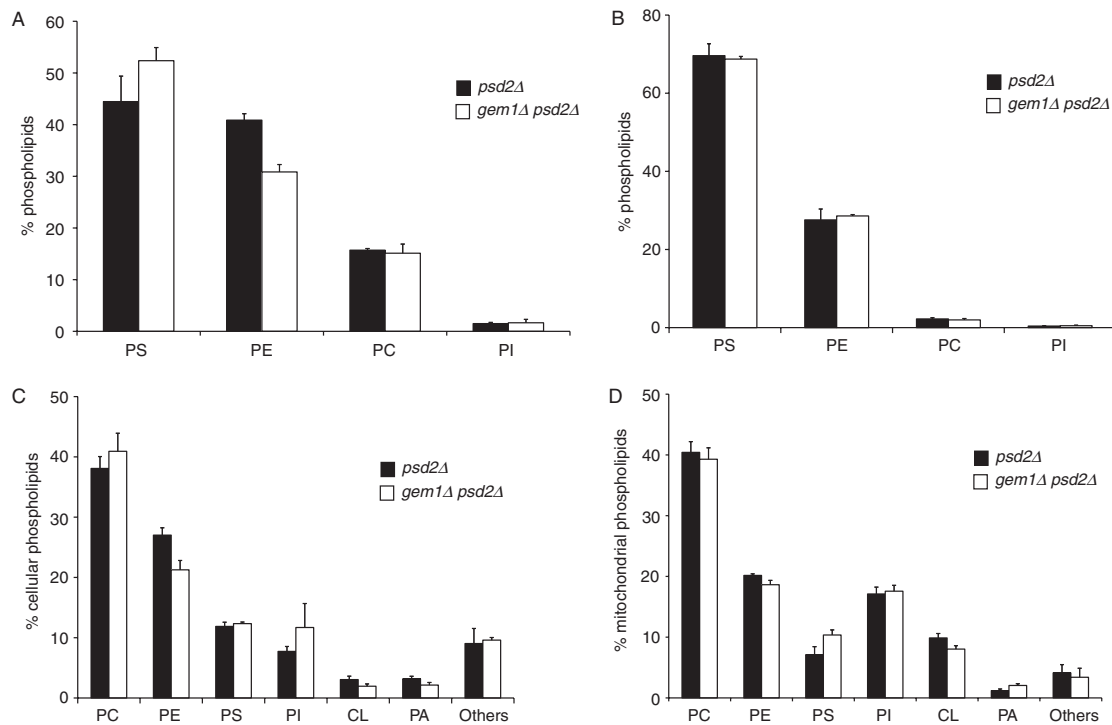 A
% phospholipids
60
50
40
30
20
10
0
psd2Δ
gem1Δ psd2Δ
PS PE PC PI
B
% phospholipids
80
60
40
20
0
psd2Δ
gem1Δ psd2Δ
PS PE PC PI
C
% cellular phospholipids
50
40
30
20
10
0
psd2Δ
gem1Δ psd2Δ
PC PE PS PI CL PA Others
D
% mitochondrial phospholipids
50
40
30
20
10
0
psd2Δ
gem1Δ psd2Δ
PC PE PS PI CL PA Others